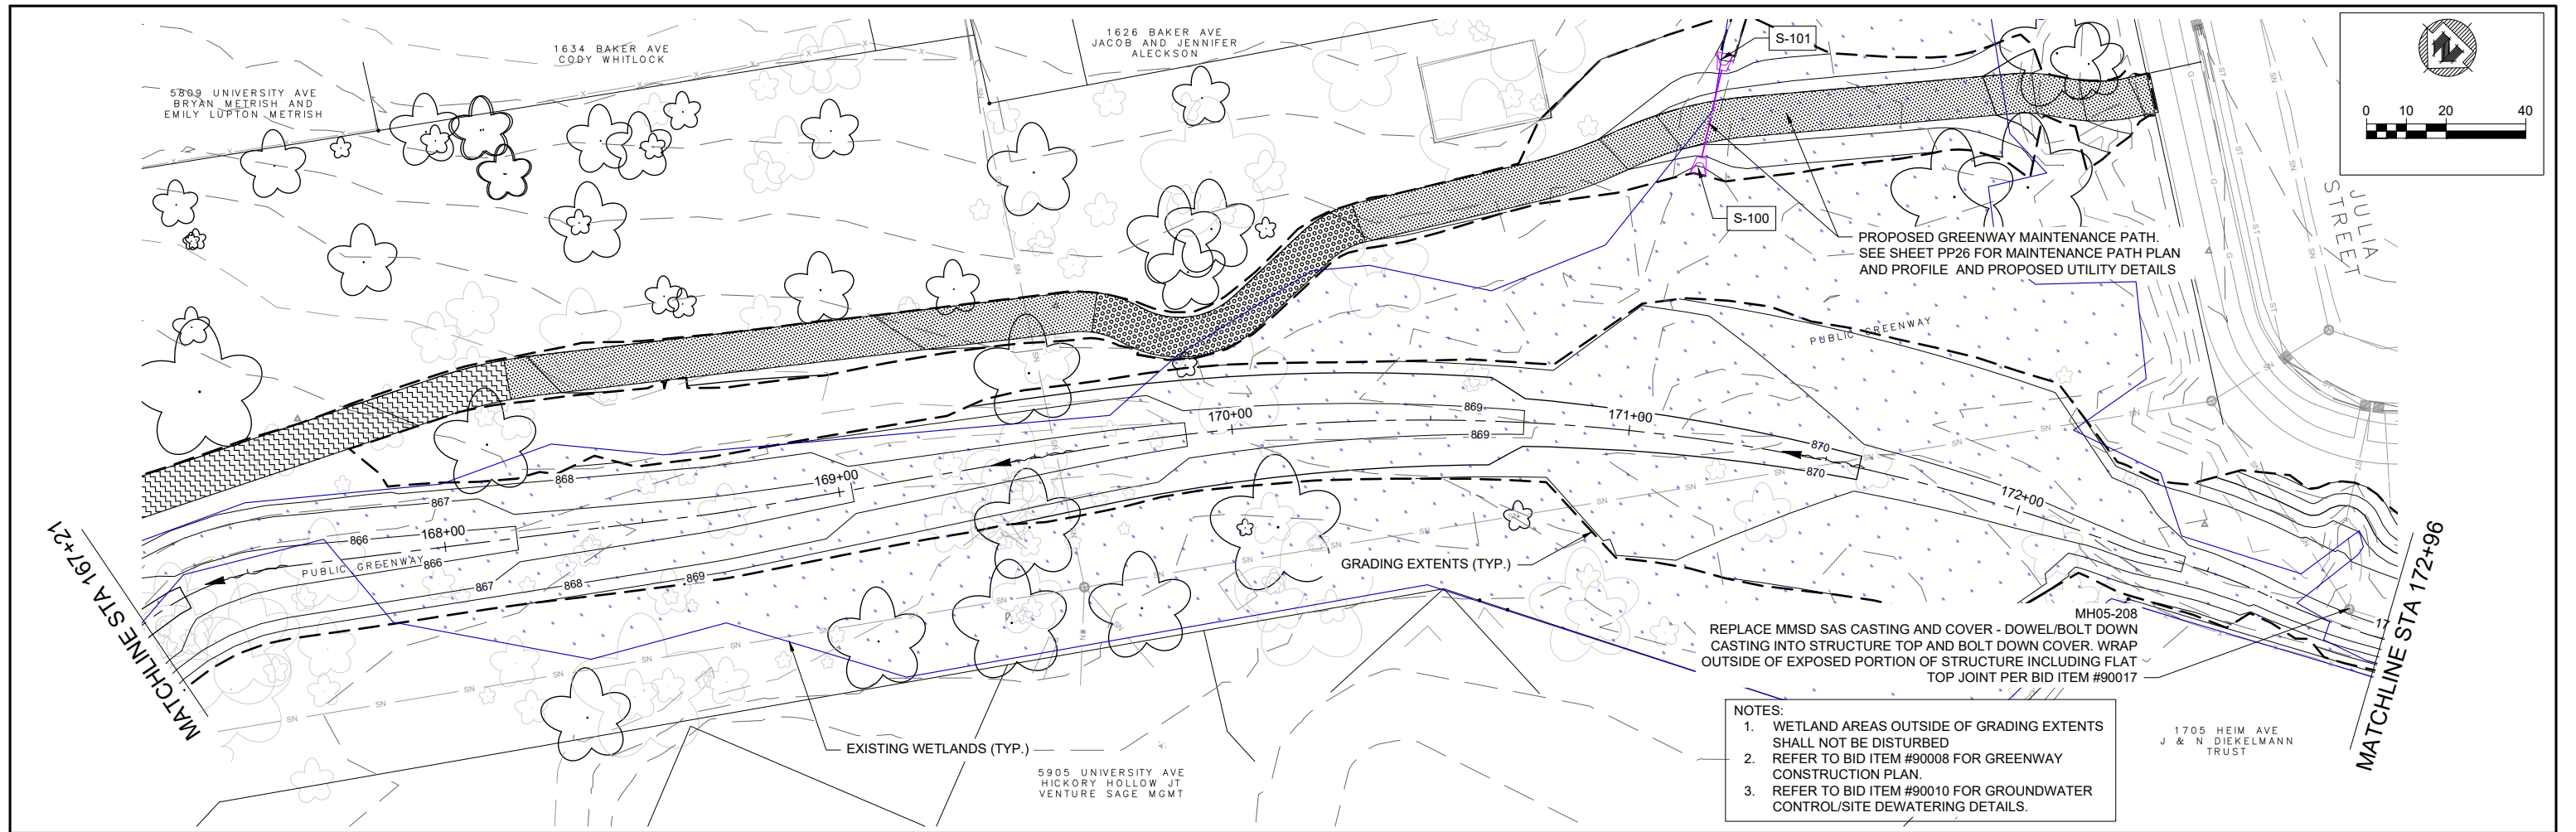 1634 BAKER AVE
CODY WHITLOCK
1626 BAKER AVE
JACOB AND JENNIFER
ALECKSON
5809 UNIVERSITY AVE
BRYAN METRISH AND
EMILY LUPTON METRISH
S-101
S-100
0 10 20 40
JULIA
STREET
PROPOSED GREENWAY MAINTENANCE PATH.
SEE SHEET PP26 FOR MAINTENANCE PATH PLAN
AND PROFILE AND PROPOSED UTILITY DETAILS
PUBLIC GREENWAY
170+00
869
171+00
869
870
870
169+00
868
867
172+00
168+00
866
PUBLIC GREENWAY
866
867
868
869
GRADING EXTENTS (TYP.)
MATCHLINE STA 167+21
MATCHLINE STA 172+96
17
MH05-208
REPLACE MMSD SAS CASTING AND COVER - DOWEL/BOLT DOWN
CASTING INTO STRUCTURE TOP AND BOLT DOWN COVER. WRAP
OUTSIDE OF EXPOSED PORTION OF STRUCTURE INCLUDING FLAT
TOP JOINT PER BID ITEM #90017
EXISTING WETLANDS (TYP.)
5905 UNIVERSITY AVE
HICKORY HOLLOW JT
VENTURE SAGE MGMT
NOTES:
1. WETLAND AREAS OUTSIDE OF GRADING EXTENTS
SHALL NOT BE DISTURBED
2. REFER TO BID ITEM #90008 FOR GREENWAY
CONSTRUCTION PLAN.
3. REFER TO BID ITEM #90010 FOR GROUNDWATER
CONTROL/SITE DEWATERING DETAILS.
1705 HEIM AVE
J & N DIEKELMANN
TRUST